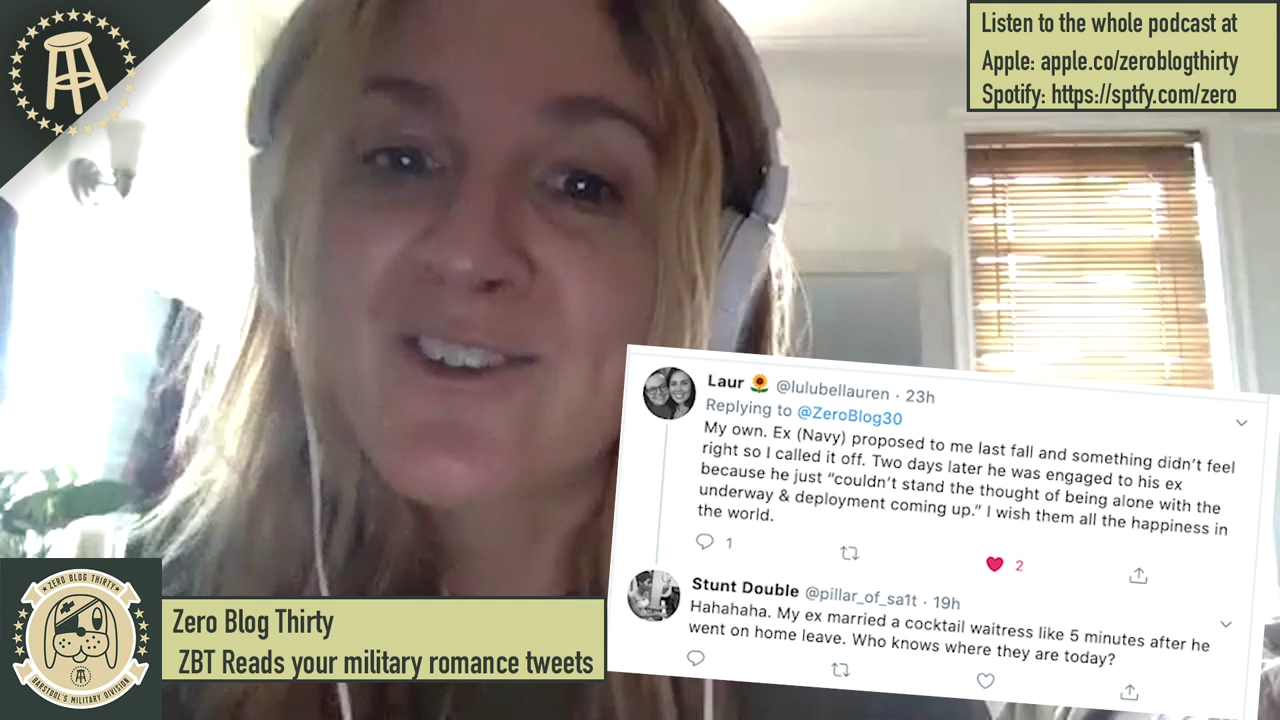 Listen to the whole podcast at
Apple: apple.co/zeroblogthirty
Spotify: https://sptfy.com/zero
Laur 🌻 @lulubellauren · 23h
Replying to @ZeroBlog30
My own. Ex (Navy) proposed to me last fall and something didn't feel
right so I called it off. Two days later he was engaged to his ex
because he just “couldn't stand the thought of being alone with the
underway & deployment coming up.” I wish them all the happiness in
the world.
1
2
Stunt Double @pillar_of_sa1t · 19h
Hahahaha. My ex married a cocktail waitress like 5 minutes after he
went on home leave. Who knows where they are today?
ZERO BLOG THIRTY
BARSTOOL'S MILITARY DIVISION
Zero Blog Thirty
ZBT Reads your military romance tweets